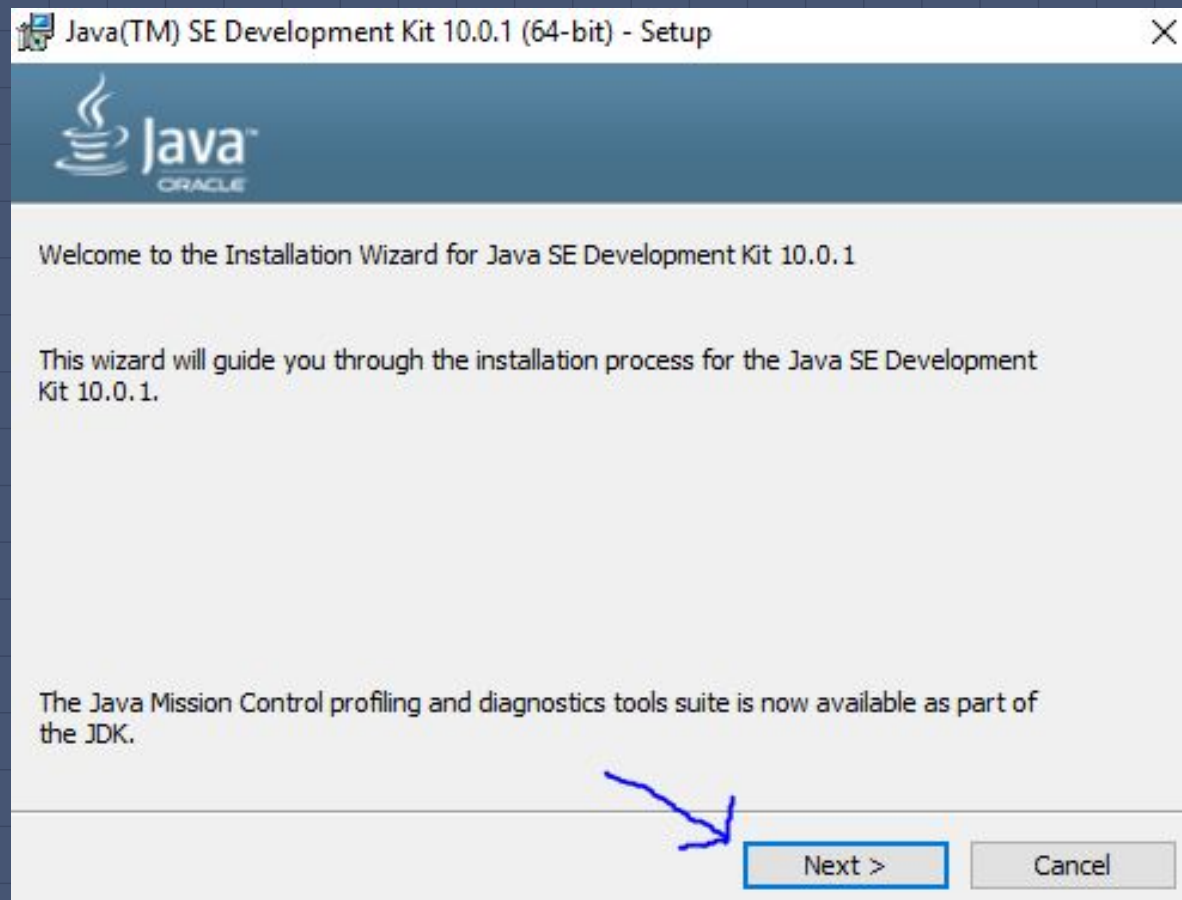 Java(TM) SE Development Kit 10.0.1 (64-bit) - Setup
Java™
ORACLE
Welcome to the Installation Wizard for Java SE Development Kit 10.0.1
This wizard will guide you through the installation process for the Java SE Development
Kit 10.0.1.
The Java Mission Control profiling and diagnostics tools suite is now available as part of
the JDK.
Next >
Cancel